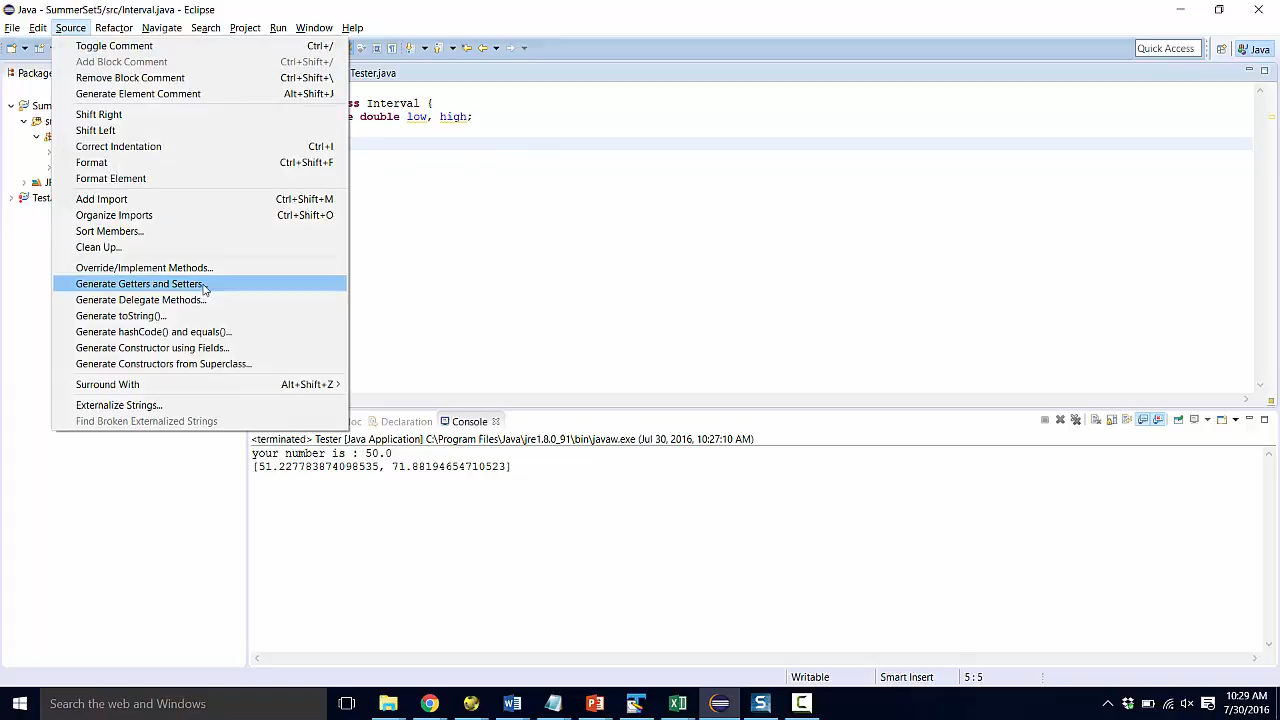 Java - SummerSet5/src/Interval.java - Eclipse
File Edit Source Refactor Navigate Search Project Run Window Help
Quick Access Java
Toggle Comment Ctrl+/
Add Block Comment Ctrl+Shift+/
Remove Block Comment Ctrl+Shift+\
Generate Element Comment Alt+Shift+J
Shift Right
Shift Left
Correct Indentation Ctrl+I
Format Ctrl+Shift+F
Format Element
Add Import Ctrl+Shift+M
Organize Imports Ctrl+Shift+O
Sort Members...
Clean Up...
Override/Implement Methods...
Generate Getters and Setters...
Generate Delegate Methods...
Generate toString()...
Generate hashCode() and equals()...
Generate Constructor using Fields...
Generate Constructors from Superclass...
Surround With Alt+Shift+Z
Externalize Strings...
Find Broken Externalized Strings
Packag
Sum
sr
JF
Test
Tester.java
ss Interval {
e double low, high;
oc Declaration Console
<terminated> Tester [Java Application] C:\Program Files\Java\jre1.8.0_91\bin\javaw.exe (Jul 30, 2016, 10:27:10 AM)
your number is : 50.0
[51.227783874098535, 71.88194654710523]
Writable Smart Insert 5 : 5
Search the web and Windows
10:29 AM
7/30/2016